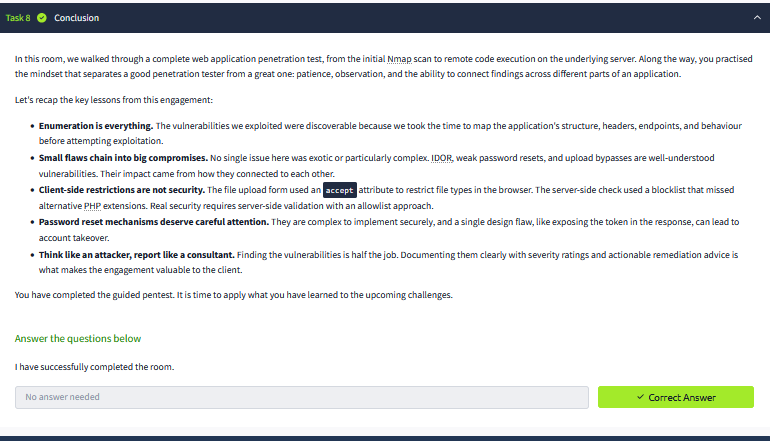 Task 8 Conclusion
In this room, we walked through a complete web application penetration test, from the initial Nmap scan to remote code execution on the underlying server. Along the way, you practised
the mindset that separates a good penetration tester from a great one: patience, observation, and the ability to connect findings across different parts of an application.
Let's recap the key lessons from this engagement:
• Enumeration is everything. The vulnerabilities we exploited were discoverable because we took the time to map the application's structure, headers, endpoints, and behaviour
before attempting exploitation.
• Small flaws chain into big compromises. No single issue here was exotic or particularly complex. IDOR, weak password resets, and upload bypasses are well-understood
vulnerabilities. Their impact came from how they connected to each other.
• Client-side restrictions are not security. The file upload form used an accept attribute to restrict file types in the browser. The server-side check used a blocklist that missed
alternative PHP extensions. Real security requires server-side validation with an allowlist approach.
• Password reset mechanisms deserve careful attention. They are complex to implement securely, and a single design flaw, like exposing the token in the response, can lead to
account takeover.
• Think like an attacker, report like a consultant. Finding the vulnerabilities is half the job. Documenting them clearly with severity ratings and actionable remediation advice is
what makes the engagement valuable to the client.
You have completed the guided pentest. It is time to apply what you have learned to the upcoming challenges.
Answer the questions below
I have successfully completed the room.
No answer needed
✓ Correct Answer